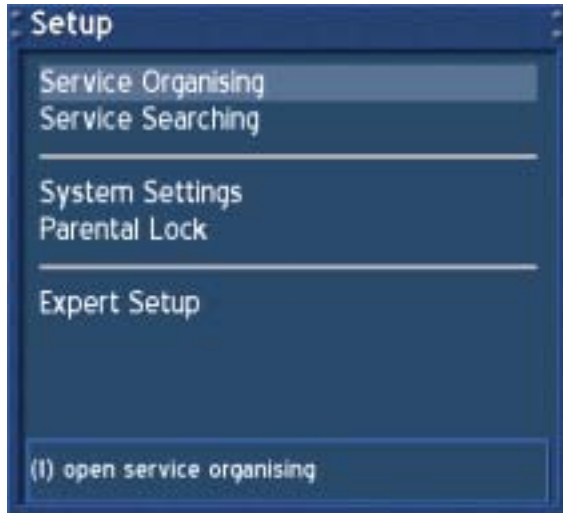 Setup
Service Organising
Service Searching
System Settings
Parental Lock
Expert Setup
(1) open service organising